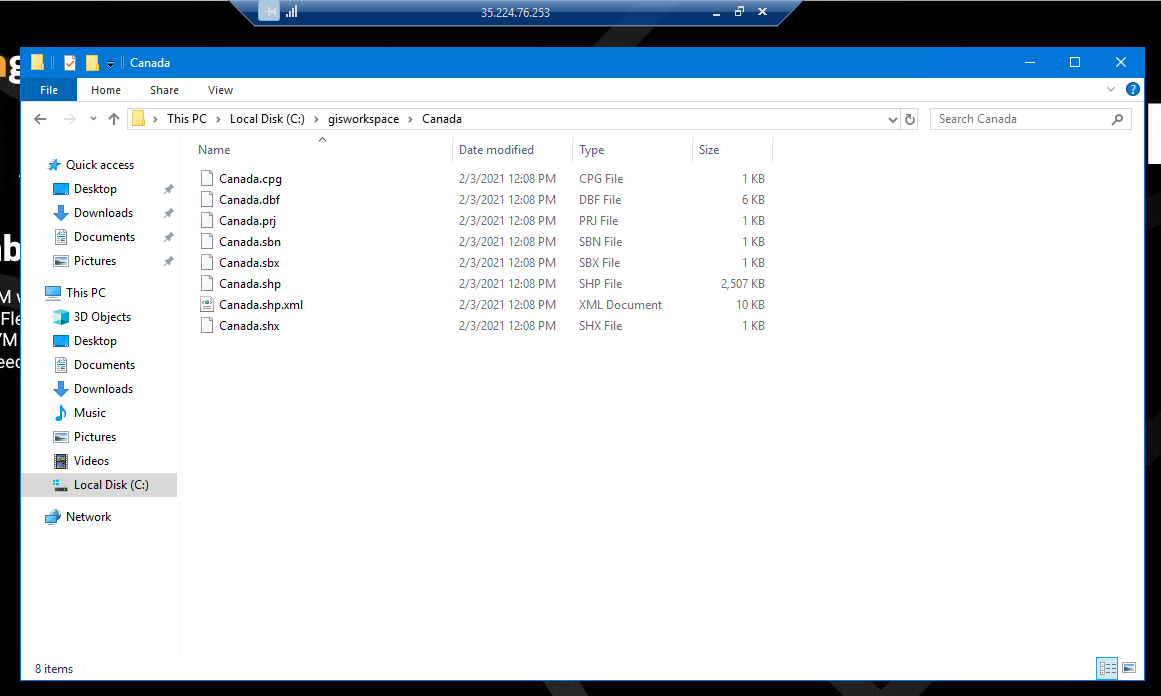 35.224.76.253
Canada
File Home Share View
This PC Local Disk (C:) gisworkspace Canada
Search Canada
Name Date modified Type Size
Quick access
Desktop
Downloads
Documents
Pictures
This PC
3D Objects
Desktop
Documents
Downloads
Music
Pictures
Videos
Local Disk (C:)
Network
Canada.cpg 2/3/2021 12:08 PM CPG File 1 KB
Canada.dbf 2/3/2021 12:08 PM DBF File 6 KB
Canada.prj 2/3/2021 12:08 PM PRJ File 1 KB
Canada.sbn 2/3/2021 12:08 PM SBN File 1 KB
Canada.sbx 2/3/2021 12:08 PM SBX File 1 KB
Canada.shp 2/3/2021 12:08 PM SHP File 2,507 KB
Canada.shp.xml 2/3/2021 12:08 PM XML Document 10 KB
Canada.shx 2/3/2021 12:08 PM SHX File 1 KB
8 items